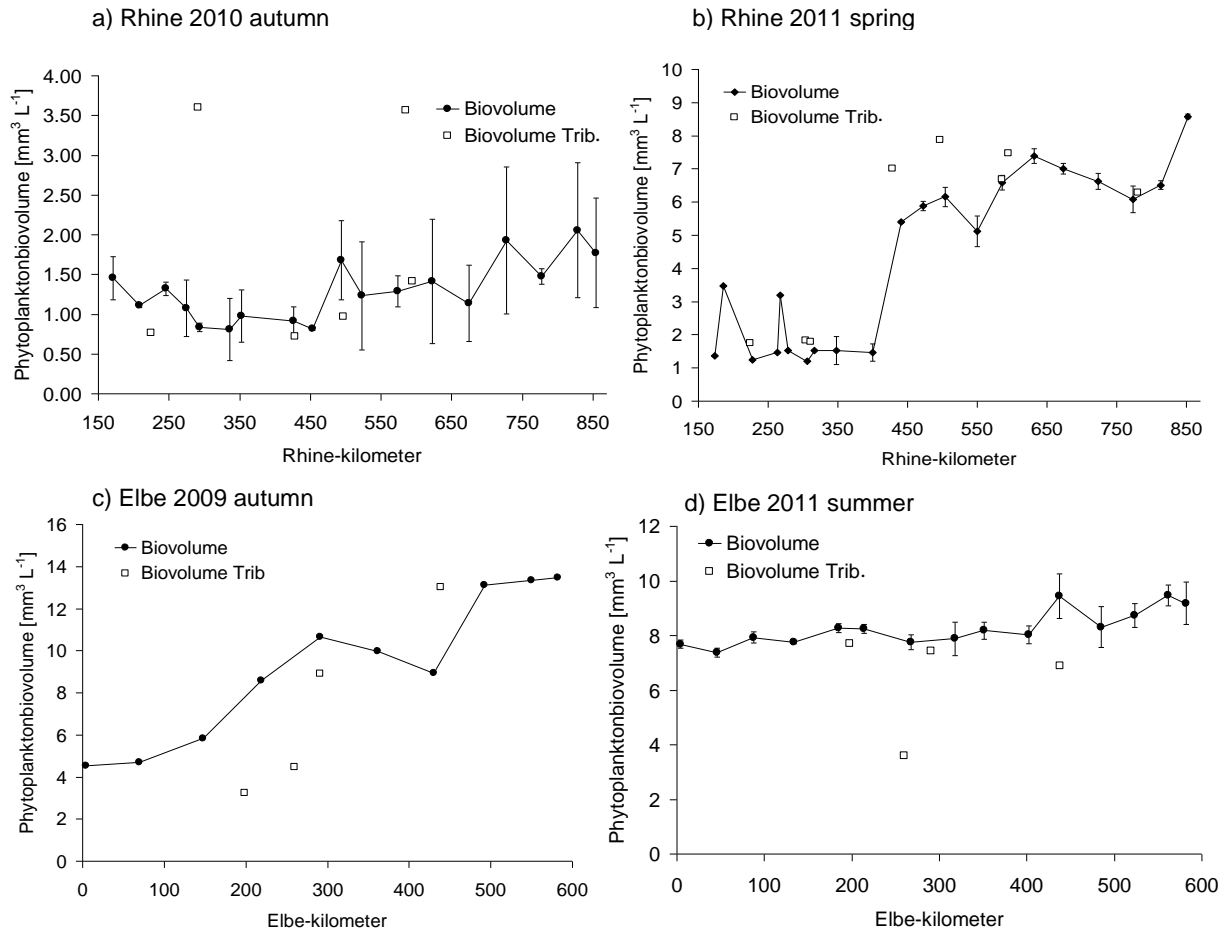 a) Rhine 2010 autumn
Phytoplanktonbiovolume [mm³ L⁻¹]
4.00
3.50
3.00
2.50
2.00
1.50
1.00
0.50
0.00
Biovolume
Biovolume Trib.
150 250 350 450 550 650 750 850
Rhine-kilometer
b) Rhine 2011 spring
Phytoplanktonbiovolume [mm³ L⁻¹]
10
9
8
7
6
5
4
3
2
1
0
Biovolume
Biovolume Trib.
150 250 350 450 550 650 750 850
Rhine-kilometer
c) Elbe 2009 autumn
Phytoplanktonbiovolume [mm³ L⁻¹]
16
14
12
10
8
6
4
2
0
Biovolume
Biovolume Trib
0 100 200 300 400 500 600
Elbe-kilometer
d) Elbe 2011 summer
Phytoplanktonbiovolume [mm³ L⁻¹]
12
10
8
6
4
2
0
Biovolume
Biovolume Trib.
0 100 200 300 400 500 600
Elbe-kilometer